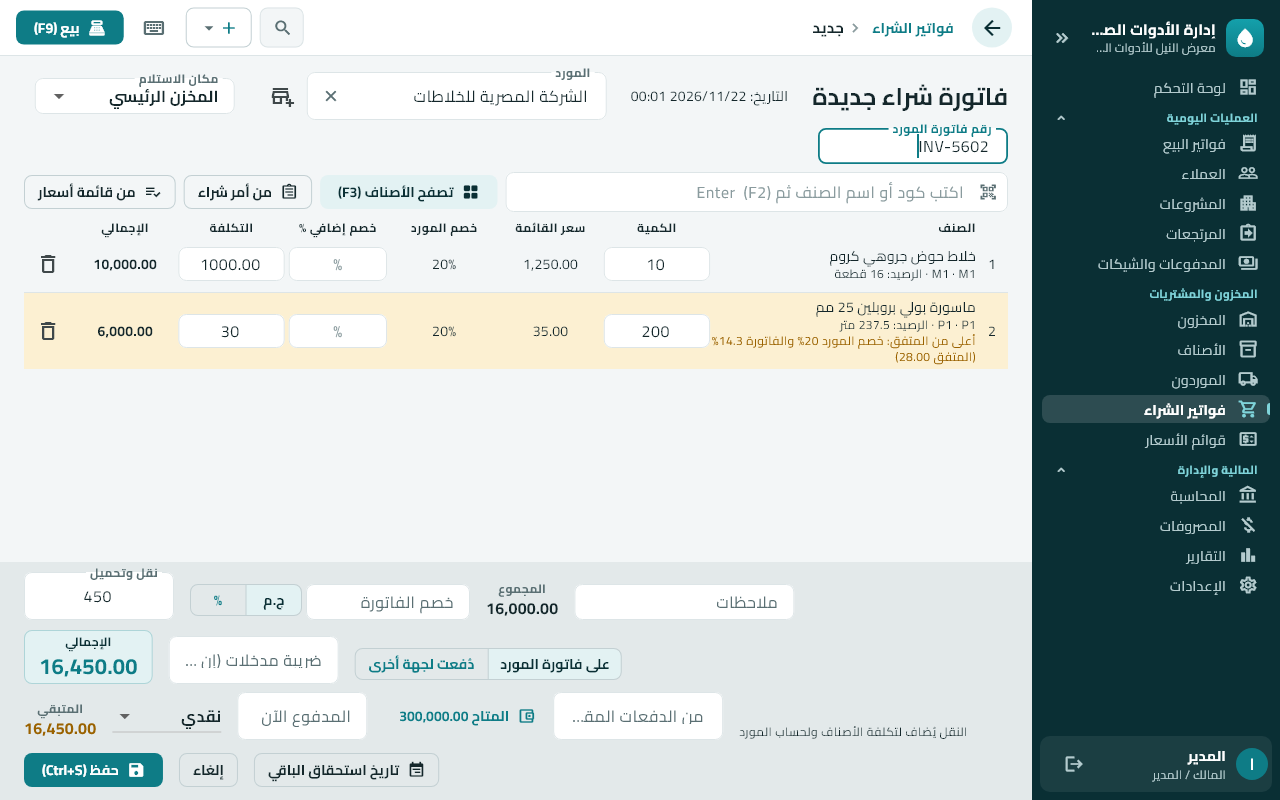 إدارة الأدوات الصـ...
معرض النيل للأدوات الـ...
لوحة التحكم
العمليات اليومية
فواتير البيع
العملاء
المشروعات
المرتجعات
المدفوعات والشيكات
المخزون والمشتريات
المخزون
الأصناف
الموردون
فواتير الشراء
قوائم الأسعار
المالية والإدارة
المحاسبة
المصروفات
التقارير
الإعدادات
المدير
المالك / المدير
فواتير الشراء
جديد
بيع (F9)
فاتورة شراء جديدة
التاريخ: 2026/11/22 00:01
المورد
الشركة المصرية للخلاطات
مكان الاستلام
المخزن الرئيسي
رقم فاتورة المورد
INV-5602
اكتب كود أو اسم الصنف ثم Enter (F2)
تصفح الأصناف (F3)
من أمر شراء
من قائمة أسعار
الصنف الكمية سعر القائمة خصم المورد خصم إضافي % التكلفة الإجمالي
1 خلاط حوض جروهي كروم 10 1,250.00 20% % 1000.00 10,000.00
M1 · M1 · الرصيد: 16 قطعة
2 ماسورة بولي بروبلين 25 مم 200 35.00 20% % 30 6,000.00
P1 · P1 · الرصيد: 237.5 متر
أعلى من المتفق: خصم المورد 20% والفاتورة 14.3%
(المتفق 28.00)
ملاحظات
المجموع
16,000.00
خصم الفاتورة
ج.م
%
نقل وتحميل
450
على فاتورة المورد
دُفعت لجهة أخرى
ضريبة مدخلات (إن ...
الإجمالي
16,450.00
النقل يُضاف لتكلفة الأصناف ولحساب المورد
من الدفعات المقـ...
المتاح 300,000.00
المدفوع الآن
نقدي
المتبقي
16,450.00
تاريخ استحقاق الباقي
إلغاء
حفظ (Ctrl+S)